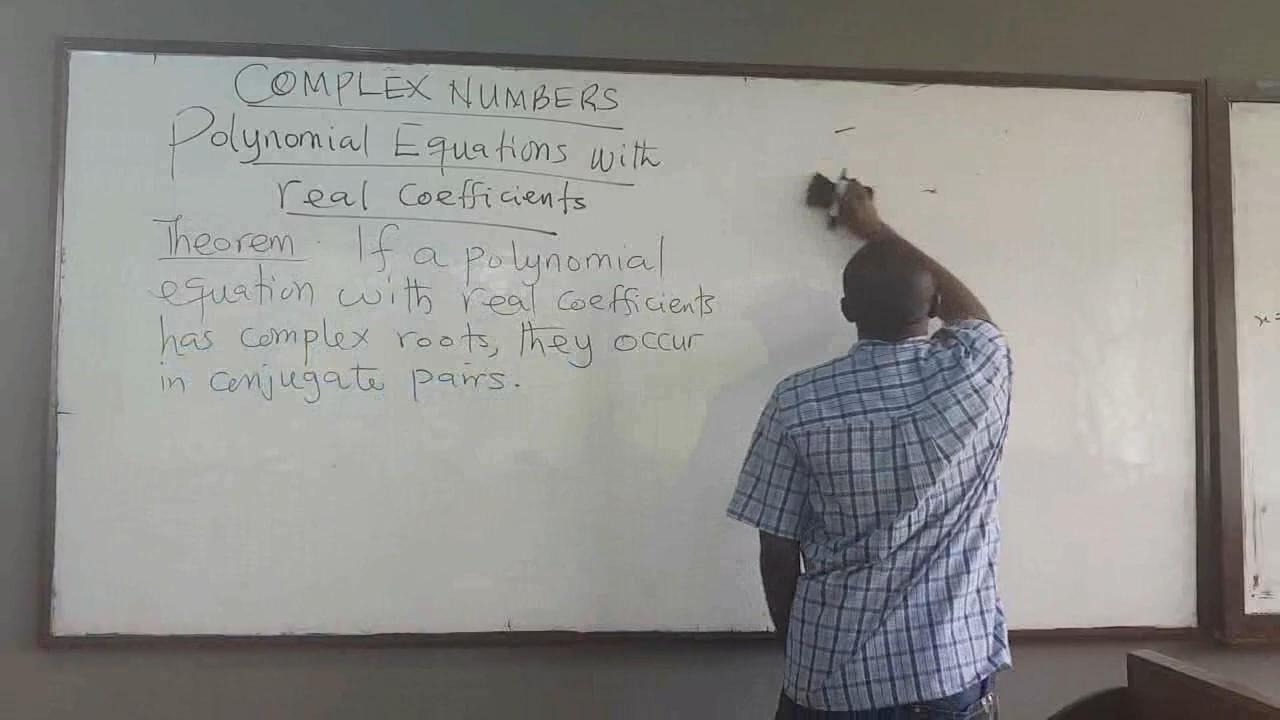 COMPLEX NUMBERS
Polynomial Equations with
real Coefficients
Theorem. If a polynomial
equation with real coefficients
has complex roots, they occur
in conjugate pairs.
x=